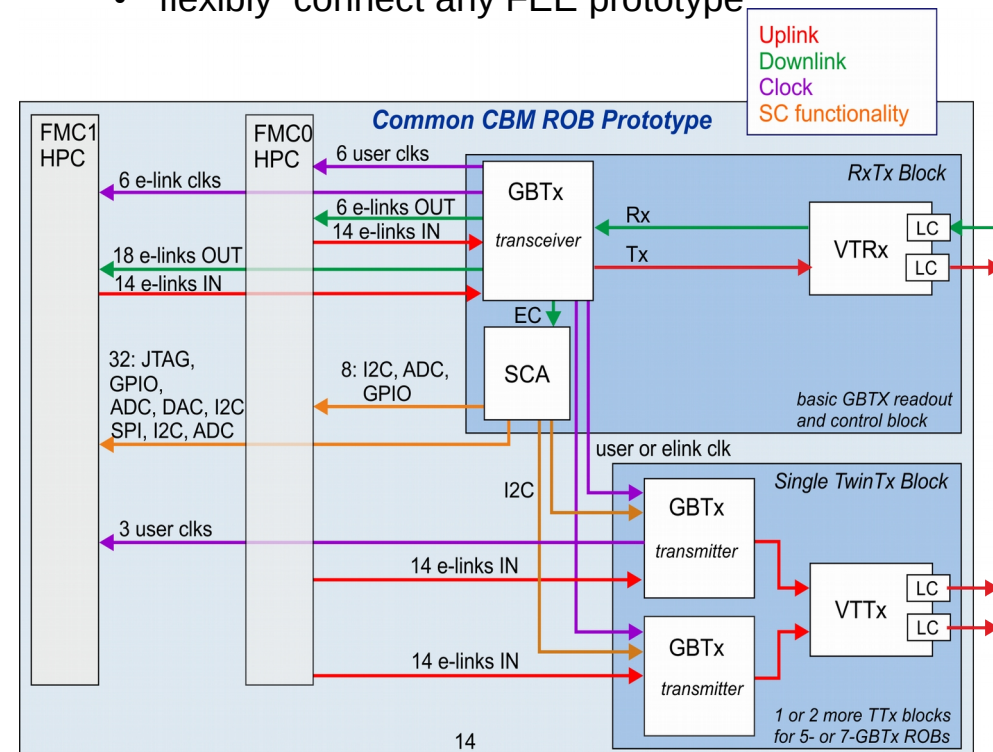 • flexibly connect any FEE prototype
Uplink
Downlink
Clock
SC functionality
Common CBM ROB Prototype
FMC1
HPC
FMC0
HPC
6 user clks
6 e-link clks
6 e-links OUT
14 e-links IN
18 e-links OUT
14 e-links IN
GBTx
transceiver
RxTx Block
Rx
Tx
VTRx
LC
LC
EC
SCA
32: JTAG,
GPIO,
ADC, DAC, I2C
SPI, I2C, ADC
8: I2C, ADC,
GPIO
basic GBTX readout
and control block
user or elink clk
I2C
Single TwinTx Block
GBTx
transmitter
3 user clks
14 e-links IN
VTTx
LC
LC
GBTx
transmitter
14 e-links IN
1 or 2 more TTx blocks
for 5- or 7-GBTx ROBs
14